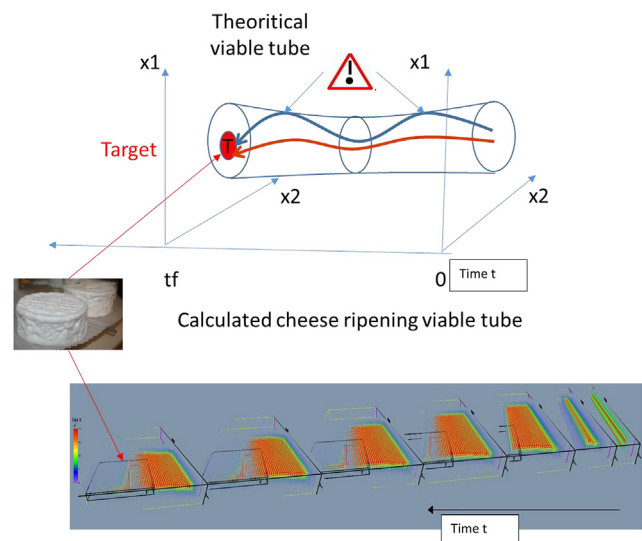 Theoritical
viable tube
x1
x1
!
T
Target
x2
x2
tf
0
Time t
Calculated cheese ripening viable tube
Time t